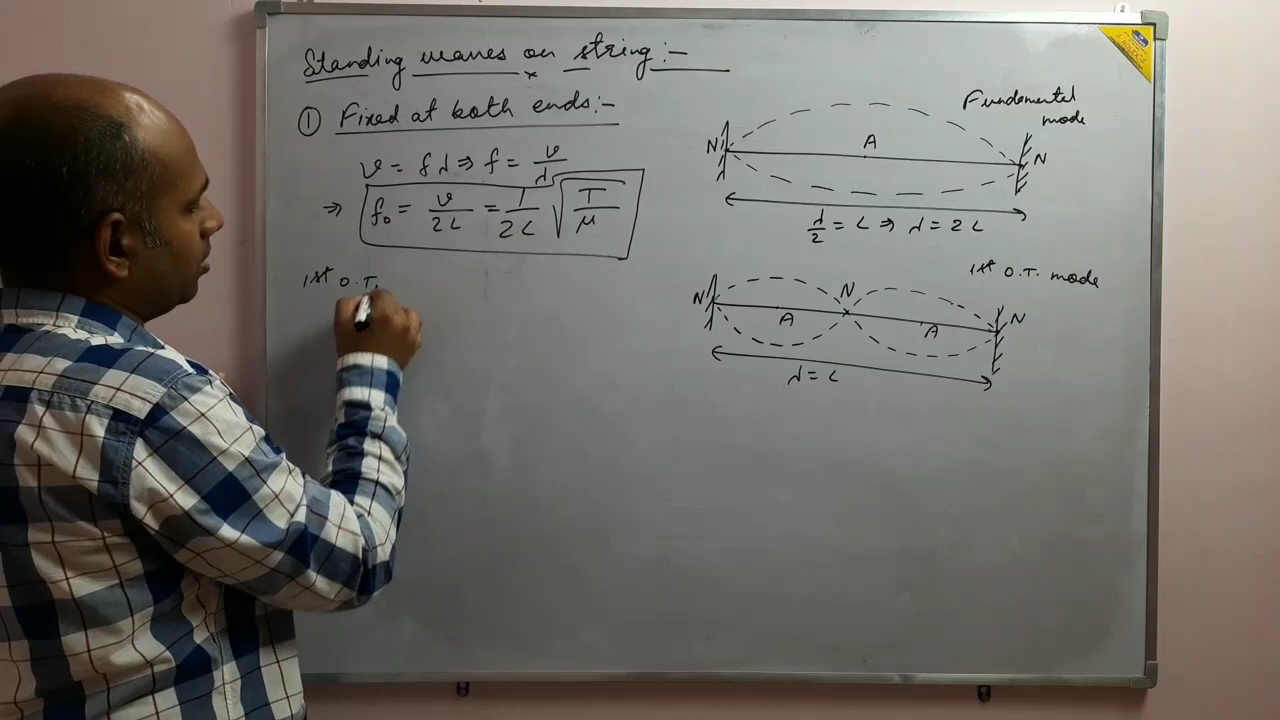 Standing waves on string :-
① Fixed at both ends:-
v = fλ ⇒ f = v/λ
⇒ f₀ = v/2L = 1/2L √(T/μ)
1st O.T.
Fundamental
mode
N A N
λ/2 = L ⇒ λ = 2L
1st O.T. mode
N A N A N
λ = L